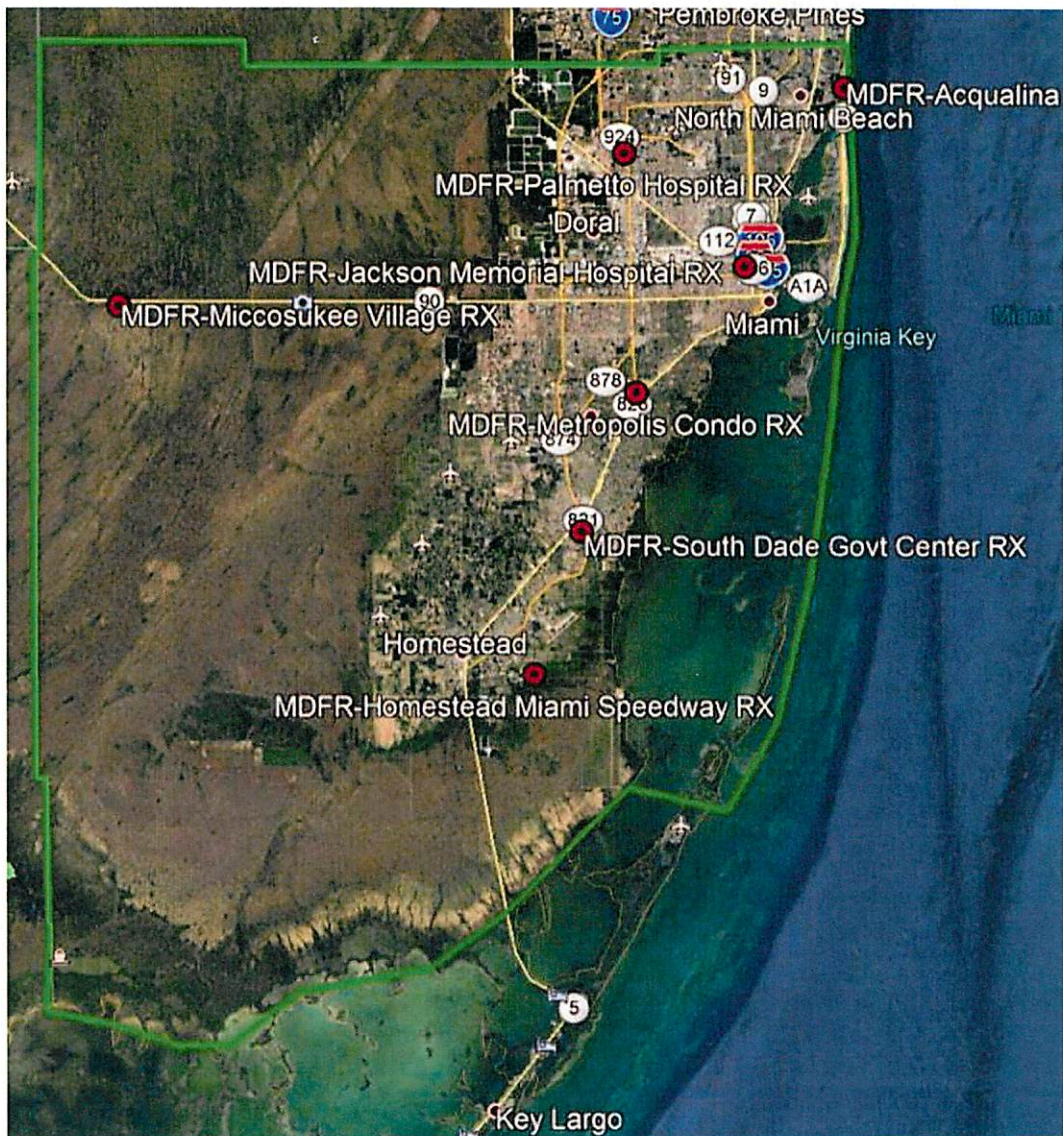 Pembroke Pines
75
91
9
MDFR-Acqualina
North Miami Beach
924
MDFR-Palmetto Hospital RX
Doral
7
112
MDFR-Jackson Memorial Hospital RX
A1A
90
MDFR-Miccosukee Village RX
Miami
Virginia Key
Miami
878
MDFR-Metropolis Condo RX
874
821
MDFR-South Dade Govt Center RX
Homestead
MDFR-Homestead Miami Speedway RX
5
Key Largo